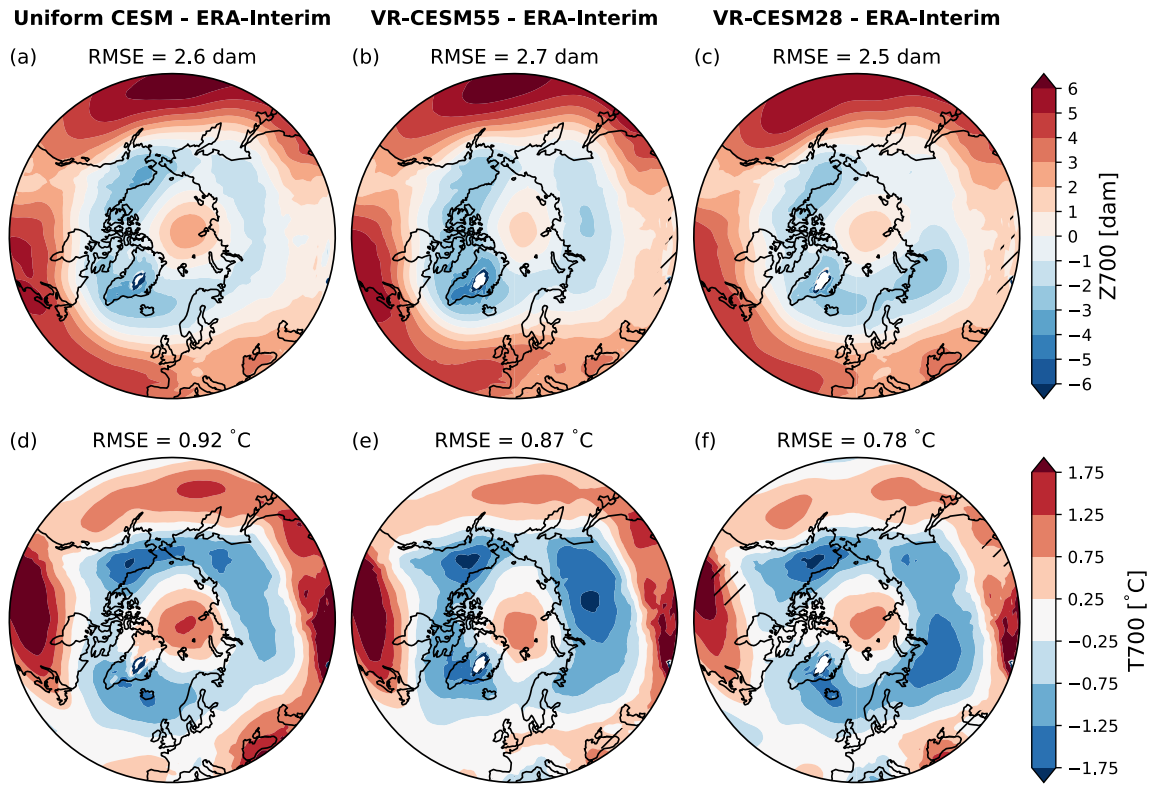 Uniform CESM - ERA-Interim
VR-CESM55 - ERA-Interim
VR-CESM28 - ERA-Interim
(a)
RMSE = 2.6 dam
(b)
RMSE = 2.7 dam
(c)
RMSE = 2.5 dam
6
5
4
3
2
1
0
−1
−2
−3
−4
−5
−6
Z700 [dam]
(d)
RMSE = 0.92 °C
(e)
RMSE = 0.87 °C
(f)
RMSE = 0.78 °C
1.75
1.25
0.75
0.25
−0.25
−0.75
−1.25
−1.75
T700 [°C]